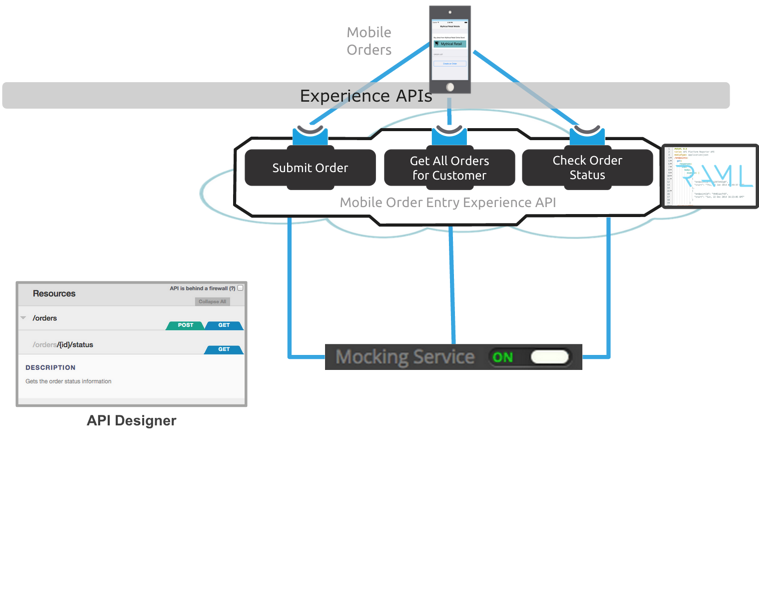 Mobile
Orders
Experience APIs
Submit Order
Get All Orders
for Customer
Check Order
Status
Mobile Order Entry Experience API
RAML
Mocking Service ON
Resources
API is behind a firewall (?)
Collapse All
/orders
POST GET
/orders/{id}/status
GET
DESCRIPTION
Gets the order status information
API Designer